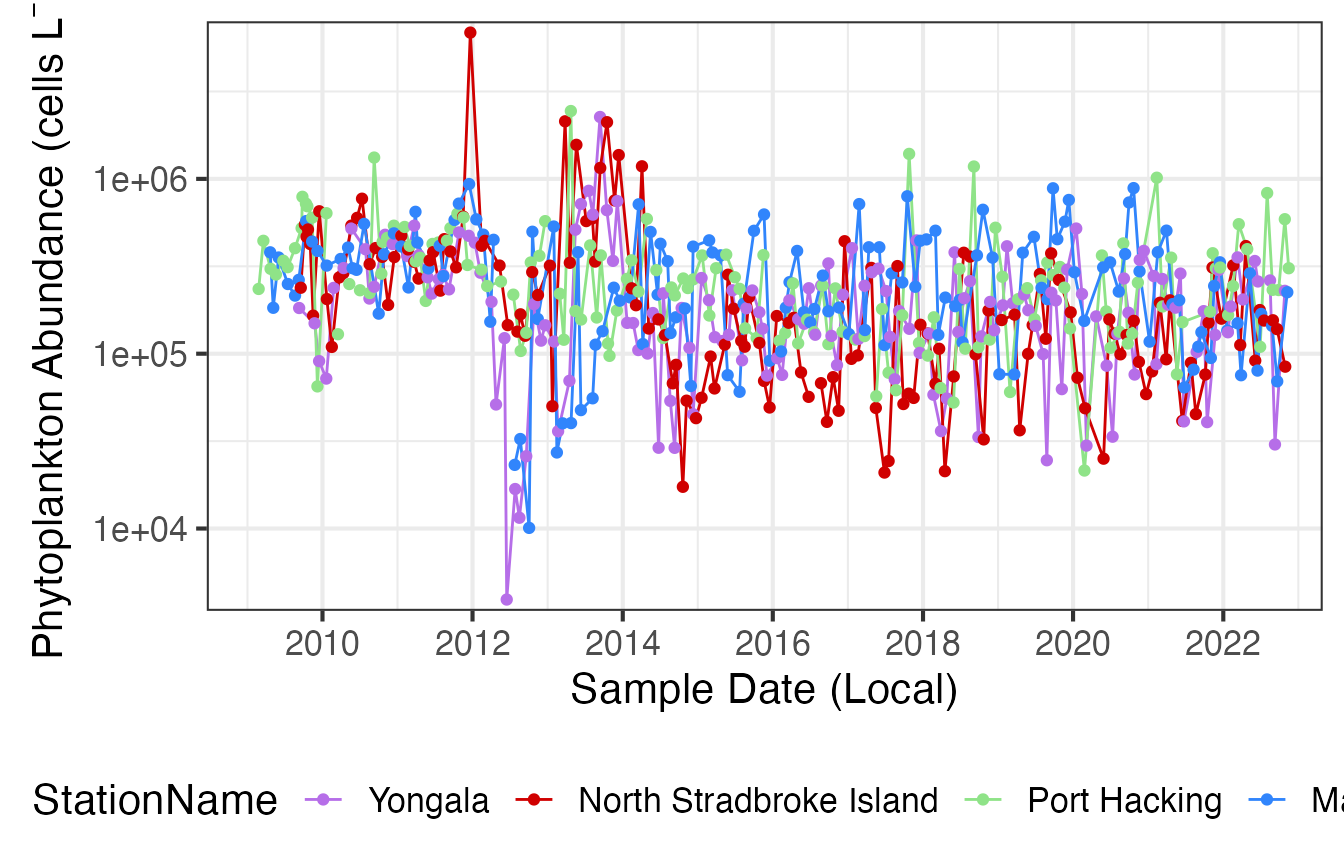 Phytoplankton Abundance (cells L⁻
1e+06
1e+05
1e+04
2010 2012 2014 2016 2018 2020 2022
Sample Date (Local)
StationName Yongala North Stradbroke Island Port Hacking Ma